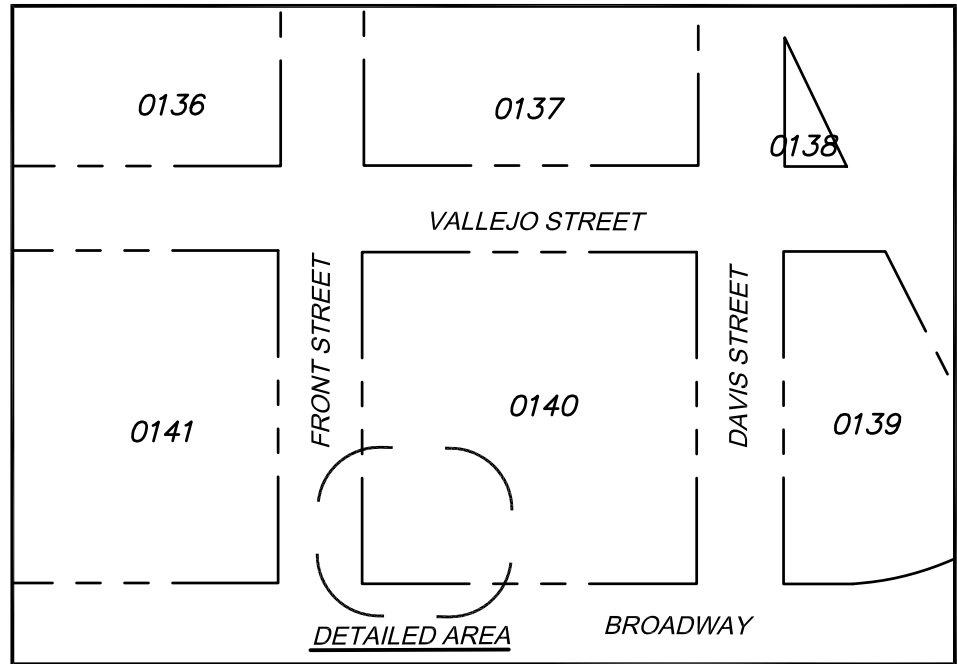 0136
0137
0138
VALLEJO STREET
FRONT STREET
DAVIS STREET
0141
0140
0139
DETAILED AREA
BROADWAY